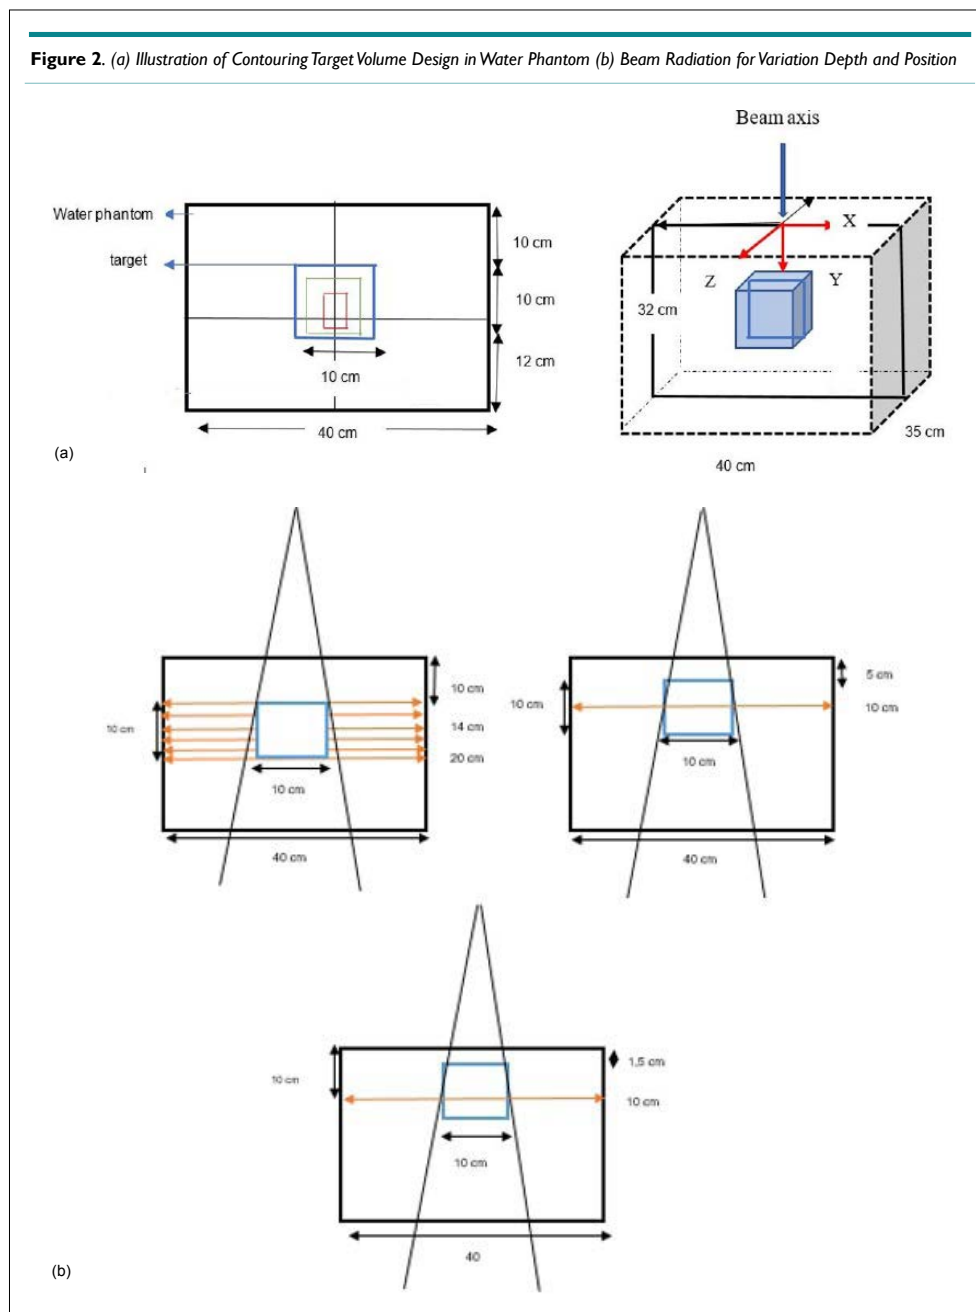 Figure 2. (a) Illustration of Contouring Target Volume Design in Water Phantom (b) Beam Radiation for Variation Depth and Position
Water phantom
target
10 cm
10 cm
12 cm
10 cm
40 cm
(a)
Beam axis
X
Z
Y
32 cm
35 cm
40 cm
10 cm
10 cm
14 cm
20 cm
10 cm
40 cm
10 cm
5 cm
10 cm
10 cm
40 cm
10 cm
1,5 cm
10 cm
10 cm
40
(b)